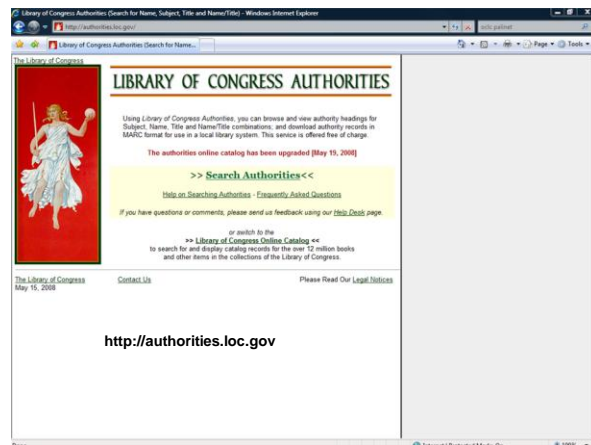 Library of Congress Authorities (Search for Name, Subject, Title and Name/Title) - Windows Internet Explorer
http://authorities.loc.gov/
oclc palinet
Library of Congress Authorities (Search for Name...
Page
Tools
The Library of Congress
LIBRARY OF CONGRESS AUTHORITIES
Using Library of Congress Authorities, you can browse and view authority headings for
Subject, Name, Title and Name/Title combinations; and download authority records in
MARC format for use in a local library system. This service is offered free of charge.
The authorities online catalog has been upgraded [May 19, 2008]
>> Search Authorities<<
Help on Searching Authorities - Frequently Asked Questions
If you have questions or comments, please send us feedback using our Help Desk page.
or switch to the
>> Library of Congress Online Catalog <<
to search for and display catalog records for the over 12 million books
and other items in the collections of the Library of Congress.
The Library of Congress
Contact Us
Please Read Our Legal Notices
May 15, 2008
http://authorities.loc.gov